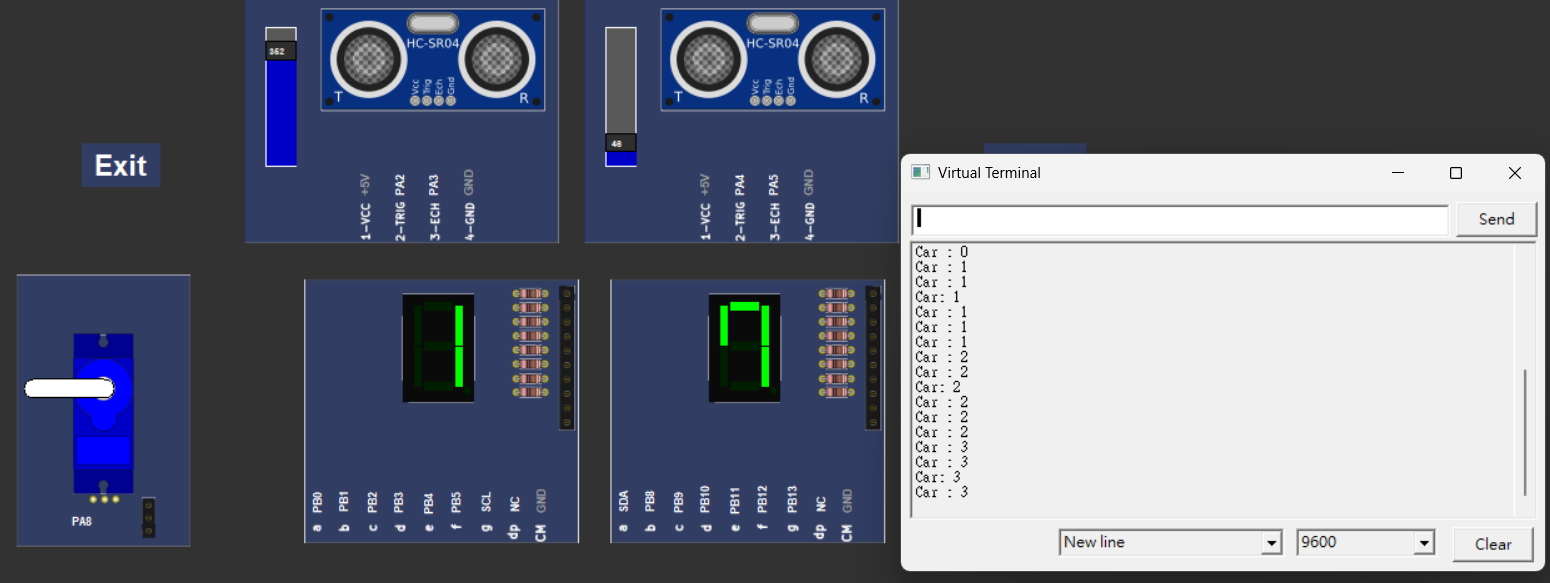 352
HC-SR04
Vcc
Trig
Ech
Gnd
T
R
1-VCC +5V
2-TRIG PA2
3-ECH PA3
4-GND GND
48
HC-SR04
Vcc
Trig
Ech
Gnd
T
R
1-VCC +5V
2-TRIG PA4
3-ECH PA5
4-GND GND
Exit
PA8
a PB0
b PB1
c PB2
d PB3
e PB4
f PB5
g SCL
dp NC
CM GND
a SDA
b PB8
c PB9
d PB10
e PB11
f PB12
g PB13
dp NC
CM GND
Virtual Terminal
Send
Car : 0
Car : 1
Car : 1
Car: 1
Car : 1
Car : 1
Car : 1
Car : 2
Car : 2
Car: 2
Car : 2
Car : 2
Car : 2
Car : 3
Car : 3
Car: 3
Car : 3
New line
9600
Clear